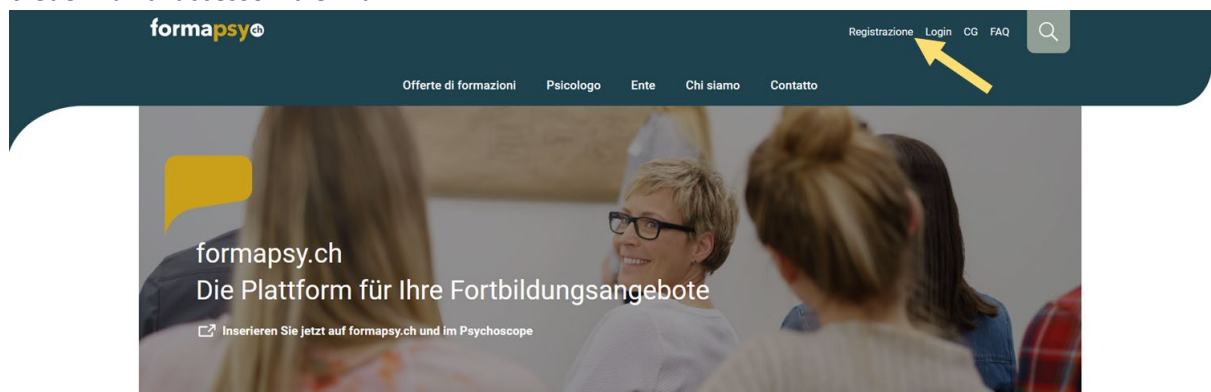 formapsy.ch
Registrazione Login CG FAQ
Offerte di formazioni Psicologo Ente Chi siamo Contatto
formapsy.ch
Die Plattform für Ihre Fortbildungsangebote
Inserieren Sie jetzt auf formapsy.ch und im Psychoscope